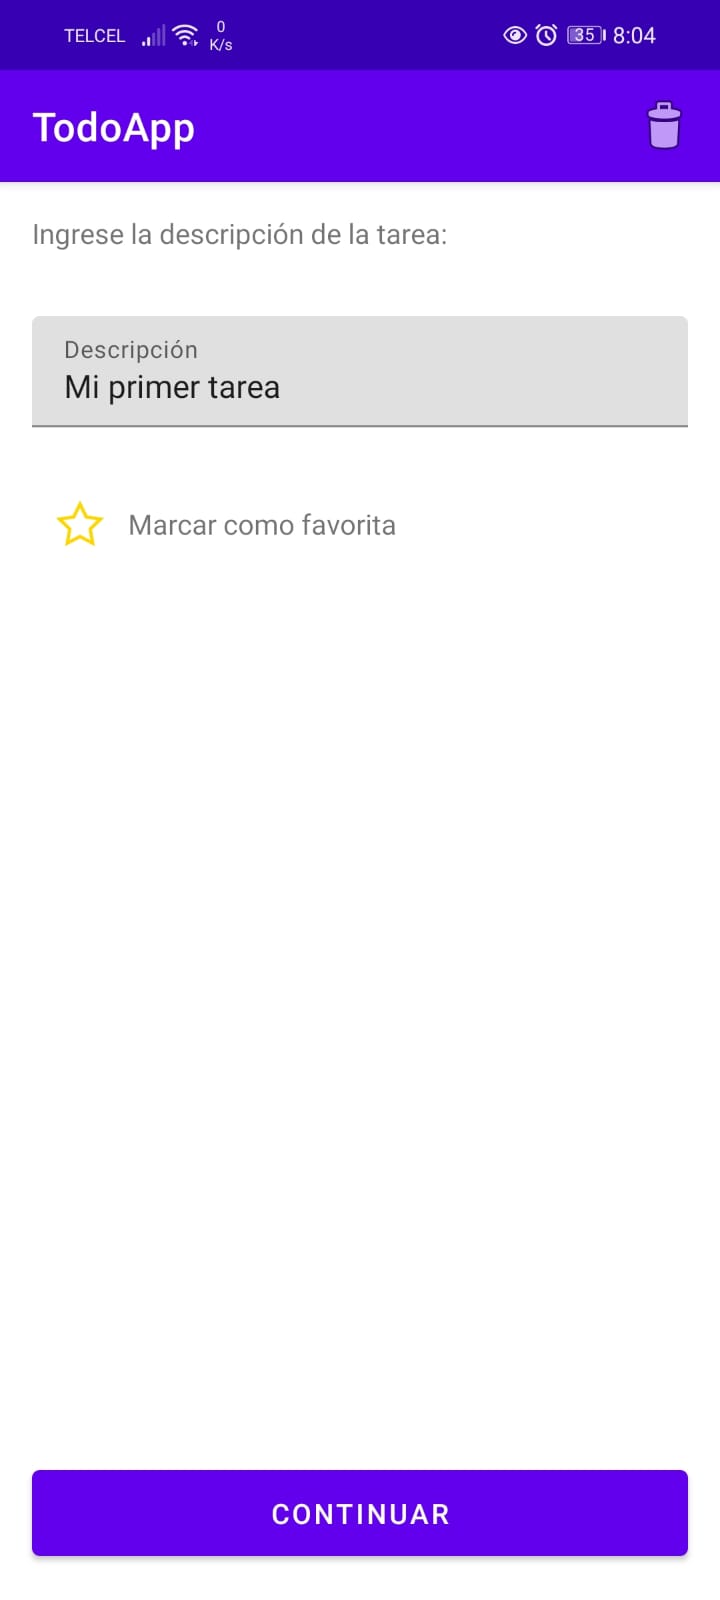 TELCEL 0 K/s 35 8:04
TodoApp
Ingrese la descripción de la tarea:
Descripción
Mi primer tarea
Marcar como favorita
CONTINUAR